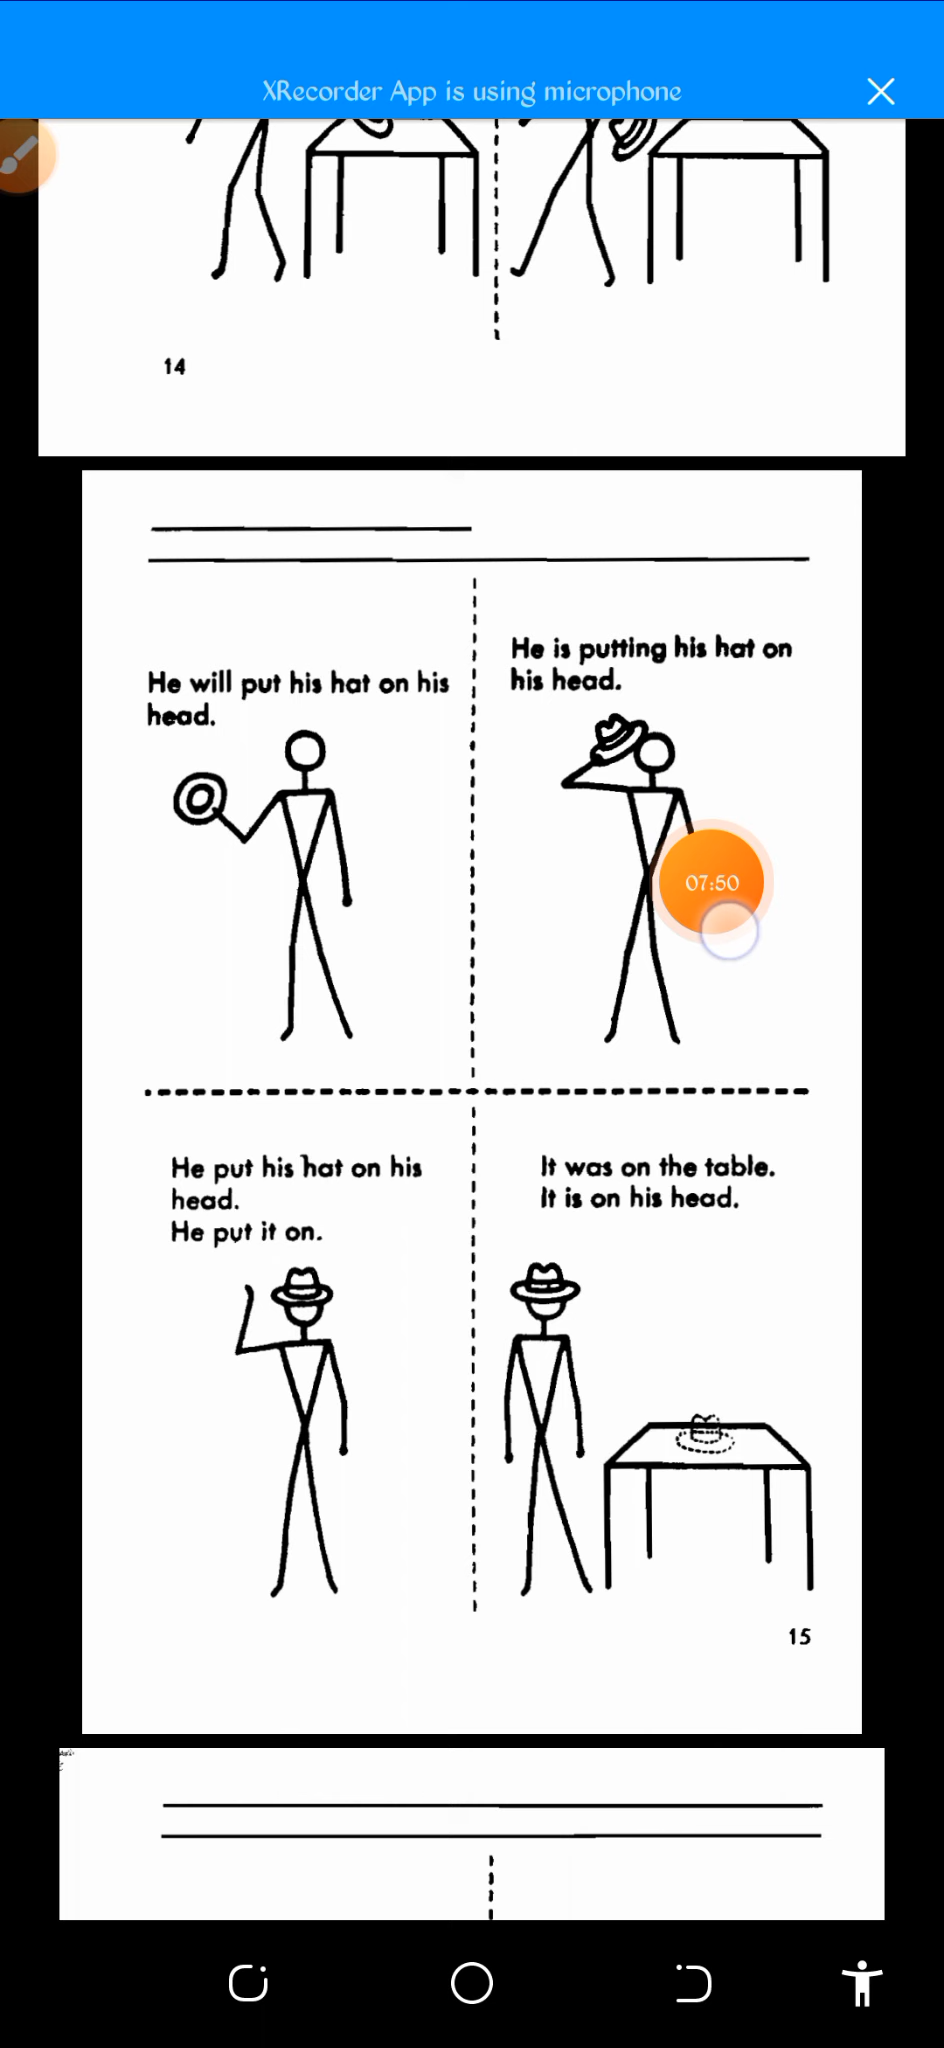 XRecorder App is using microphone
14
He will put his hat on his
head.
He is putting his hat on
his head.
07:50
He put his hat on his
head.
He put it on.
It was on the table.
It is on his head.
15